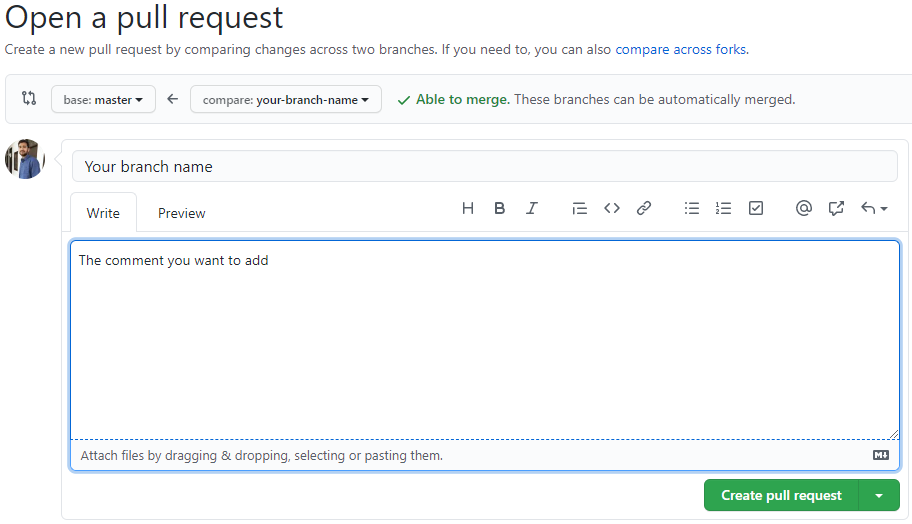 Open a pull request
Create a new pull request by comparing changes across two branches. If you need to, you can also compare across forks.
base: master compare: your-branch-name Able to merge. These branches can be automatically merged.
Your branch name
Write Preview H B I @
The comment you want to add
Attach files by dragging & dropping, selecting or pasting them. M
Create pull request